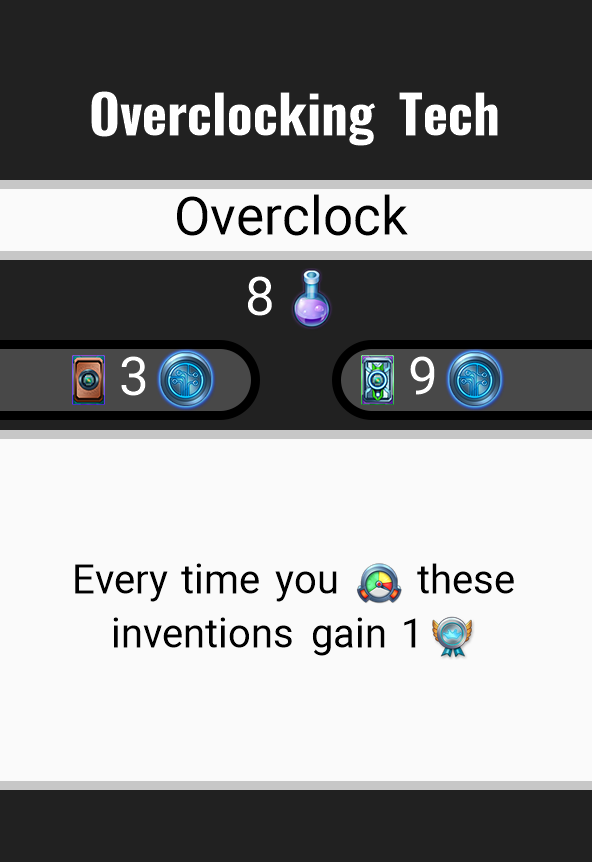 Overclocking Tech
Overclock
8
3 9
Every time you these
inventions gain 1